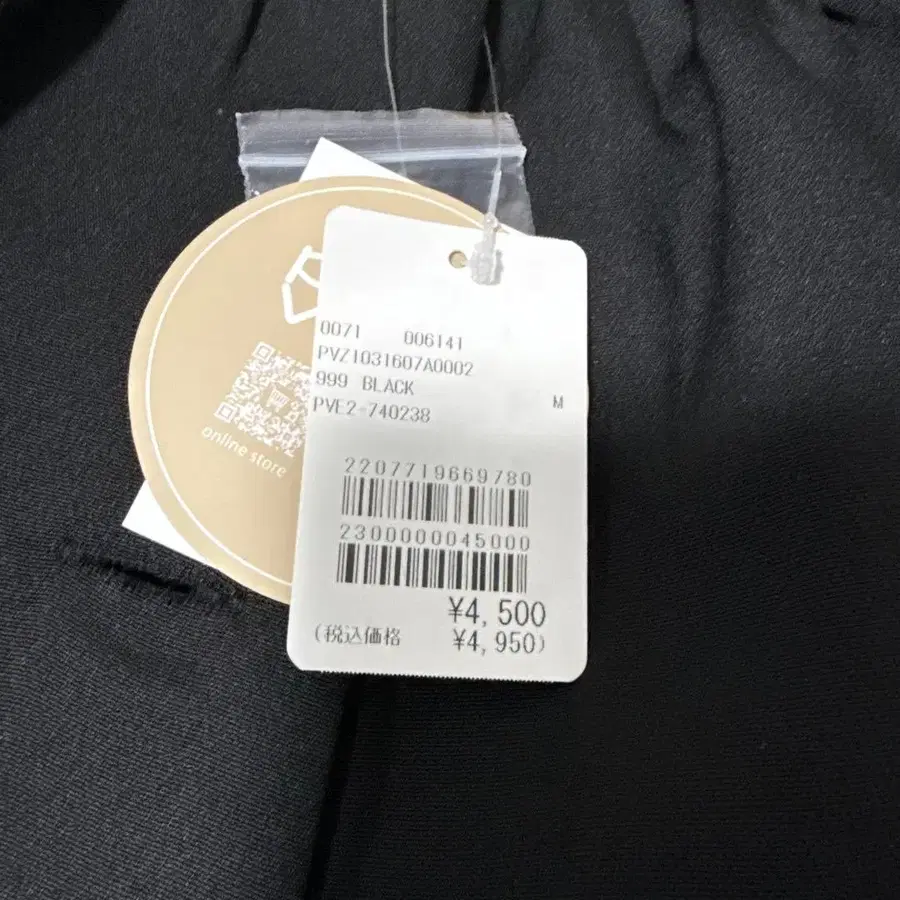 0071 006141
PVZ1031607A0002
999 BLACK M
PVE2-740238
2207719669780
2300000045000
¥4,500
(税込価格 ¥4,950)
online store